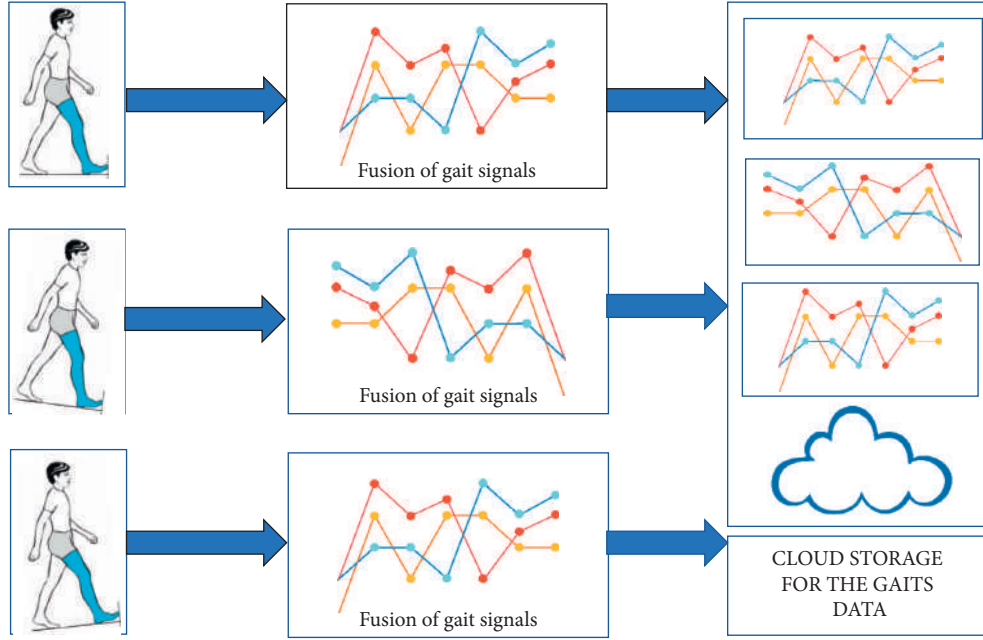 Fusion of gait signals
Fusion of gait signals
Fusion of gait signals
CLOUD STORAGE
FOR THE GAITS
DATA